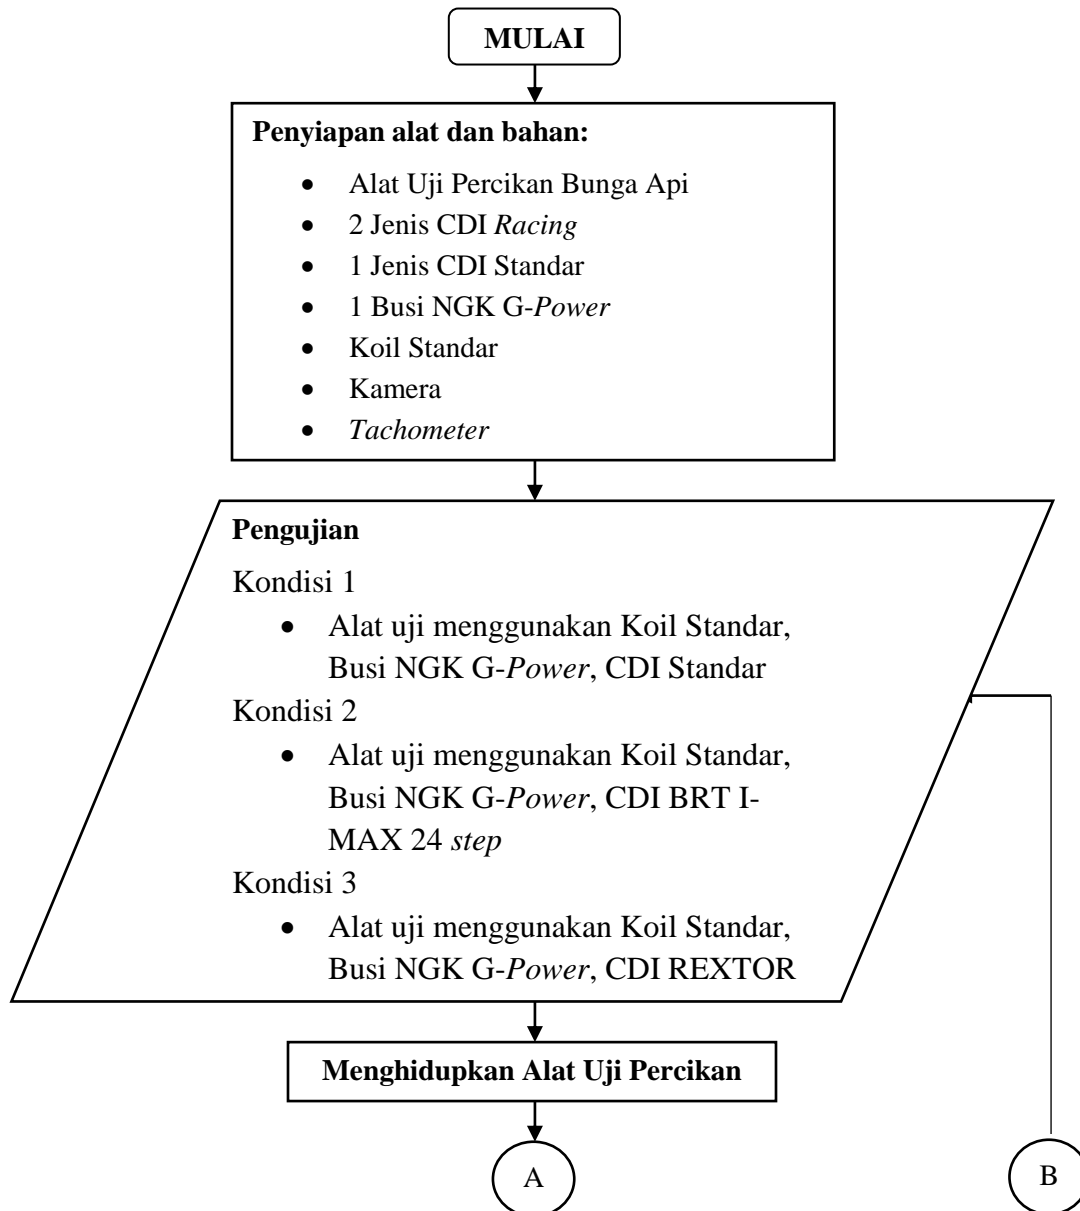 MULAI
Penyiapan alat dan bahan:
• Alat Uji Percikan Bunga Api
• 2 Jenis CDI Racing
• 1 Jenis CDI Standar
• 1 Busi NGK G-Power
• Koil Standar
• Kamera
• Tachometer
Pengujian
Kondisi 1
• Alat uji menggunakan Koil Standar,
Busi NGK G-Power, CDI Standar
Kondisi 2
• Alat uji menggunakan Koil Standar,
Busi NGK G-Power, CDI BRT I-
MAX 24 step
Kondisi 3
• Alat uji menggunakan Koil Standar,
Busi NGK G-Power, CDI REXTOR
Menghidupkan Alat Uji Percikan
A
B